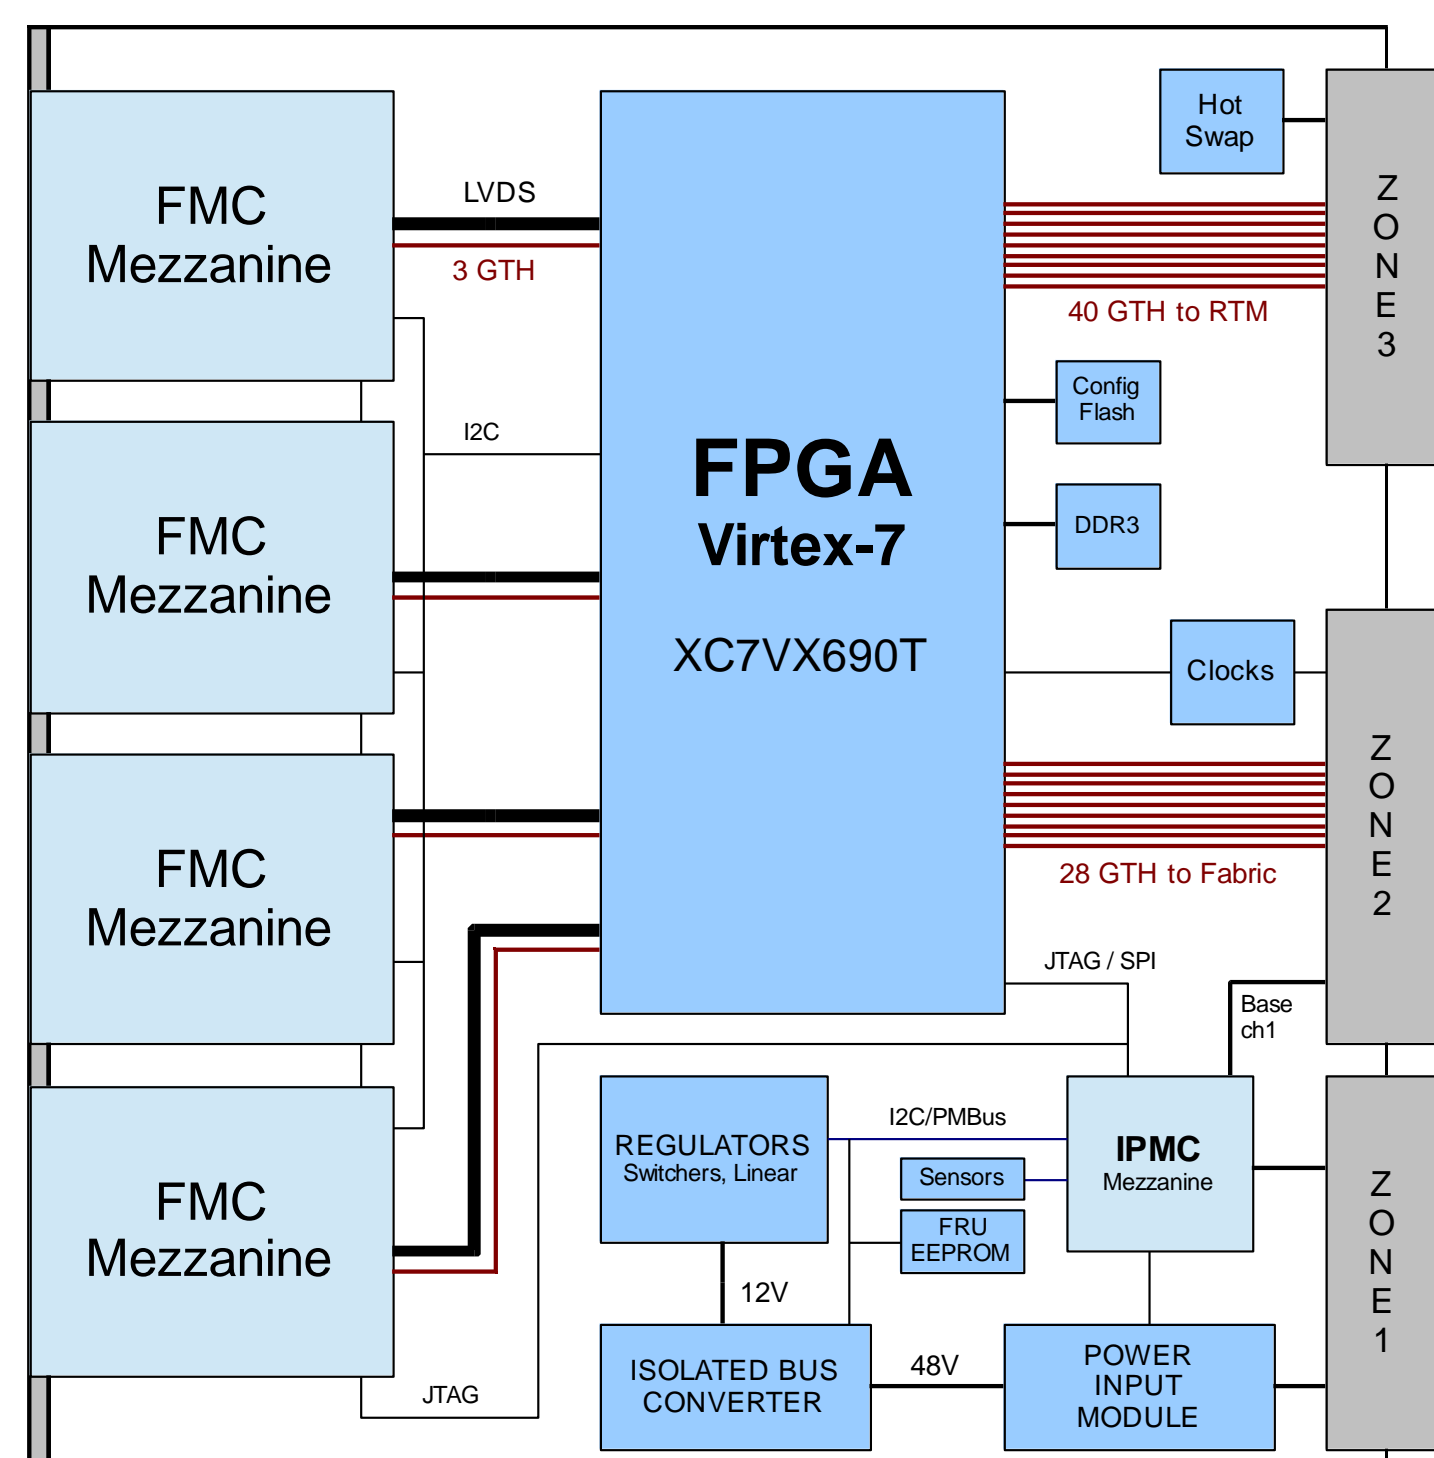 FMC
Mezzanine
LVDS
3 GTH
I2C
FMC
Mezzanine
FMC
Mezzanine
FMC
Mezzanine
JTAG
FPGA
Virtex-7
XC7VX690T
Hot
Swap
40 GTH to RTM
Config
Flash
DDR3
Clocks
28 GTH to Fabric
JTAG / SPI
Base
ch1
Z
O
N
E
3
Z
O
N
E
2
REGULATORS
Switchers, Linear
I2C/PMBus
Sensors
FRU
EEPROM
IPMC
Mezzanine
12V
ISOLATED BUS
CONVERTER
48V
POWER
INPUT
MODULE
Z
O
N
E
1